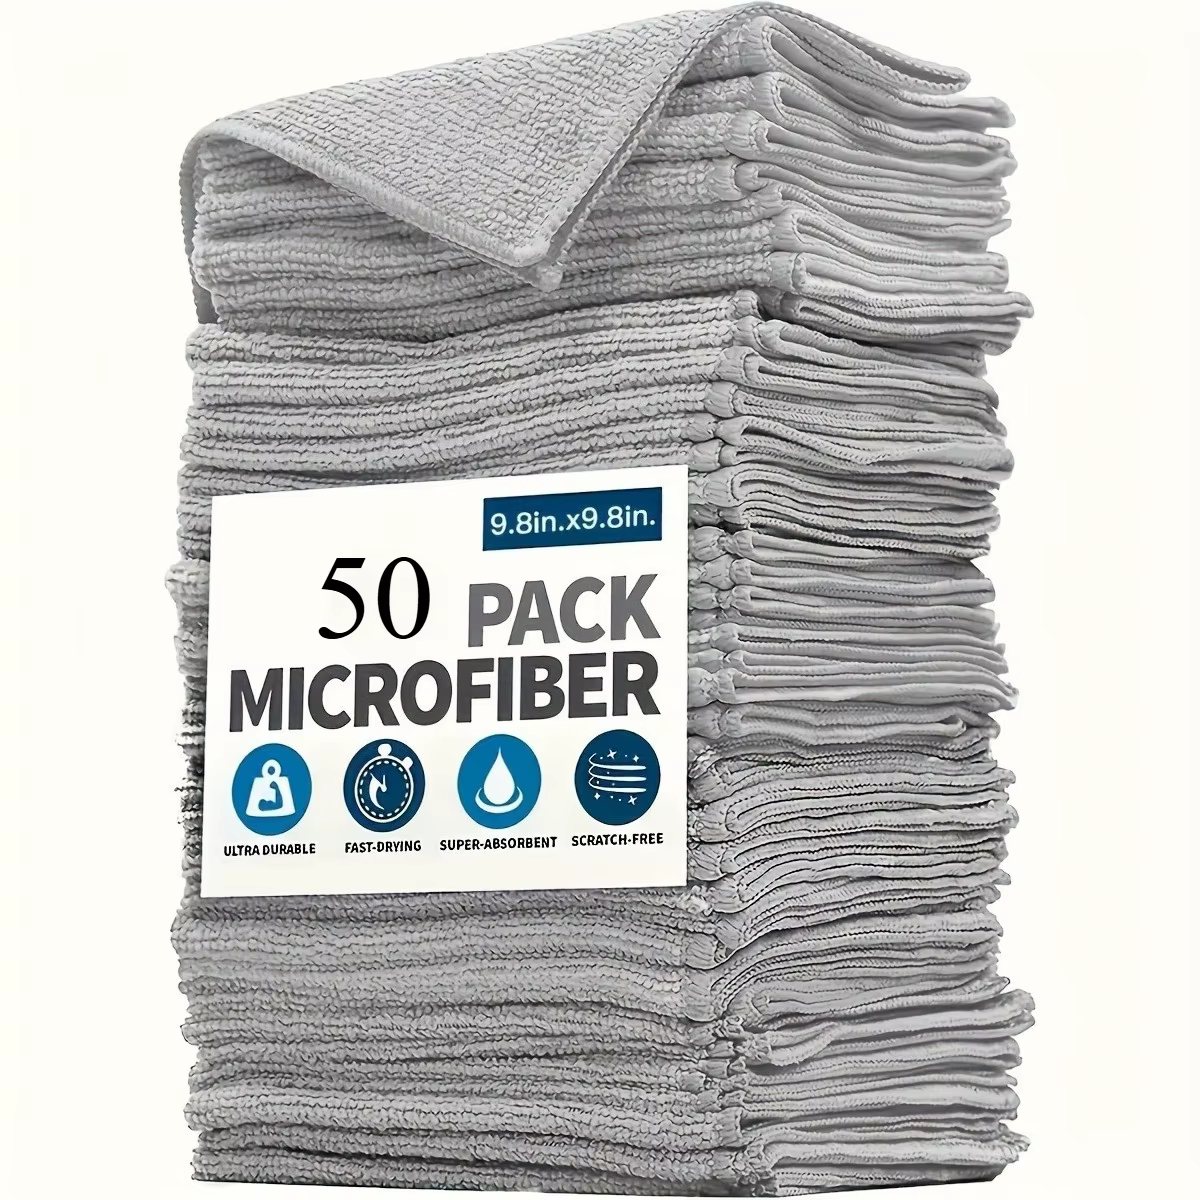 9.8in.x9.8in.
50 PACK
MICROFIBER
ULTRA DURABLE
FAST-DRYING
SUPER-ABSORBENT
SCRATCH-FREE